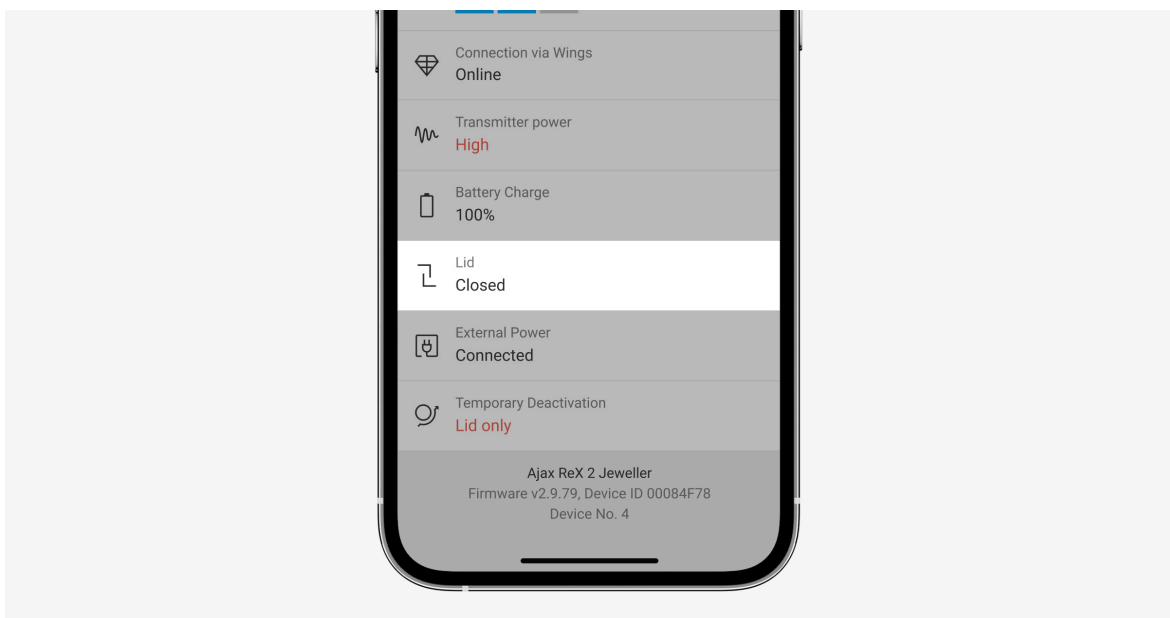 Connection via Wings
Online
Transmitter power
High
Battery Charge
100%
Lid
Closed
External Power
Connected
Temporary Deactivation
Lid only
Ajax ReX 2 Jeweller
Firmware v2.9.79, Device ID 00084F78
Device No. 4